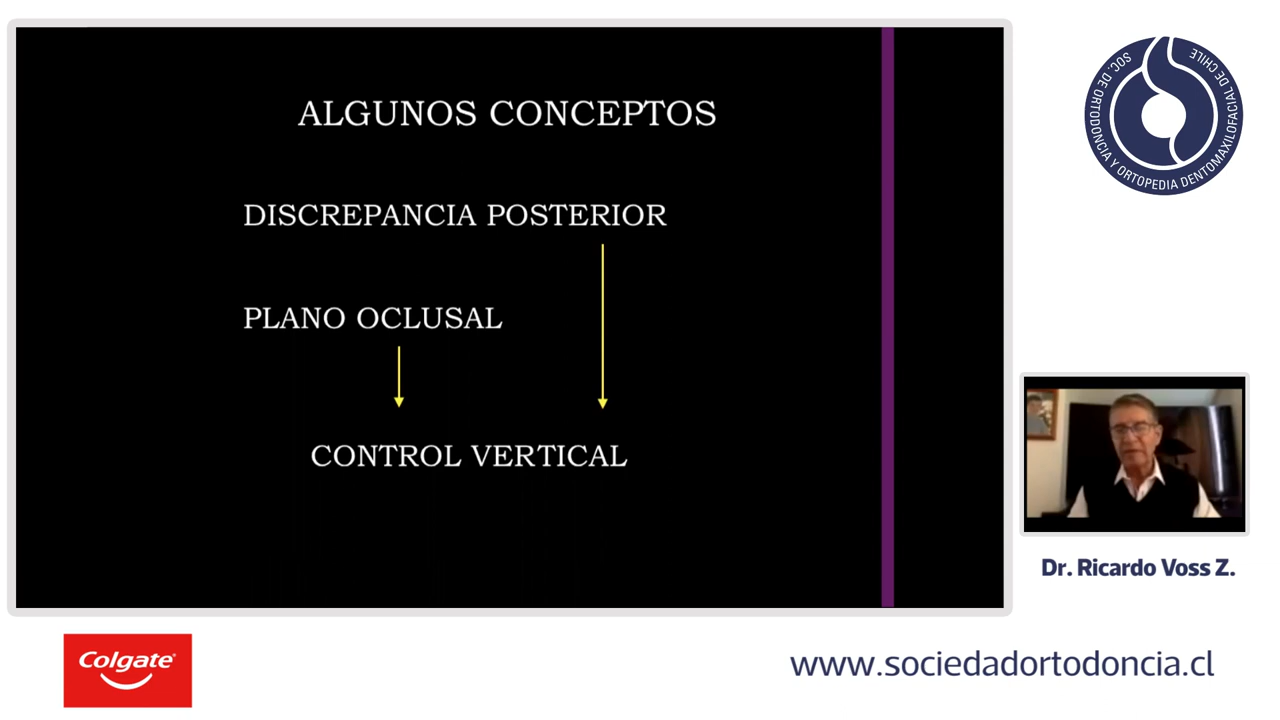 ALGUNOS CONCEPTOS
DISCREPANCIA POSTERIOR
PLANO OCLUSAL
CONTROL VERTICAL
SOC. DE ORTODONCIA Y ORTOPEDIA DENTOMAXILOFACIAL DE CHILE
Dr. Ricardo Voss Z.
Colgate®
www.sociedadortodoncia.cl